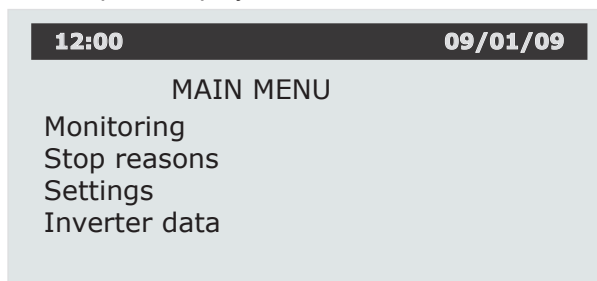 12:00 09/01/09
MAIN MENU
Monitoring
Stop reasons
Settings
Inverter data